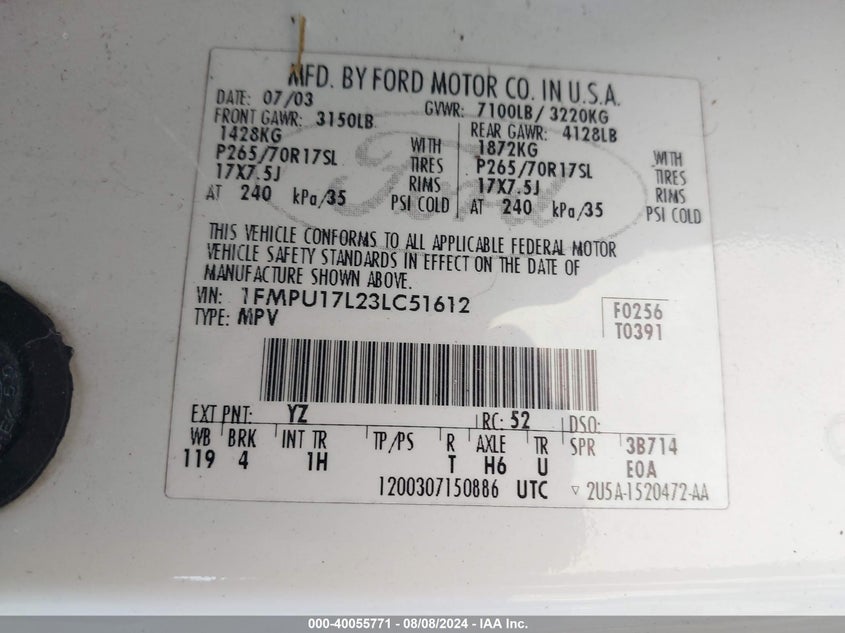 MFD. BY FORD MOTOR CO. IN U.S.A.
DATE: 07/03 GVWR: 7100LB/ 3220KG
FRONT GAWR: 3150LB REAR GAWR: 4128LB
1428KG WITH 1872KG WITH
P265/70R17SL TIRES P265/70R17SL TIRES
17X7.5J RIMS 17X7.5J RIMS
AT 240 kPa/35 PSI COLD AT 240 kPa/35 PSI COLD
THIS VEHICLE CONFORMS TO ALL APPLICABLE FEDERAL MOTOR
VEHICLE SAFETY STANDARDS IN EFFECT ON THE DATE OF
MANUFACTURE SHOWN ABOVE.
VIN: 1FMPU17L23LC51612 F0256
TYPE: MPV T0391
EXT PNT: YZ RC: 52 DSO:
WB BRK INT TR TP/PS R AXLE TR SPR 3B714
119 4 1H T H6 U E0A
1200307150886 UTC ▽ 2U5A-1520472-AA
Ford
000-40055771 - 08/08/2024 - IAA Inc.